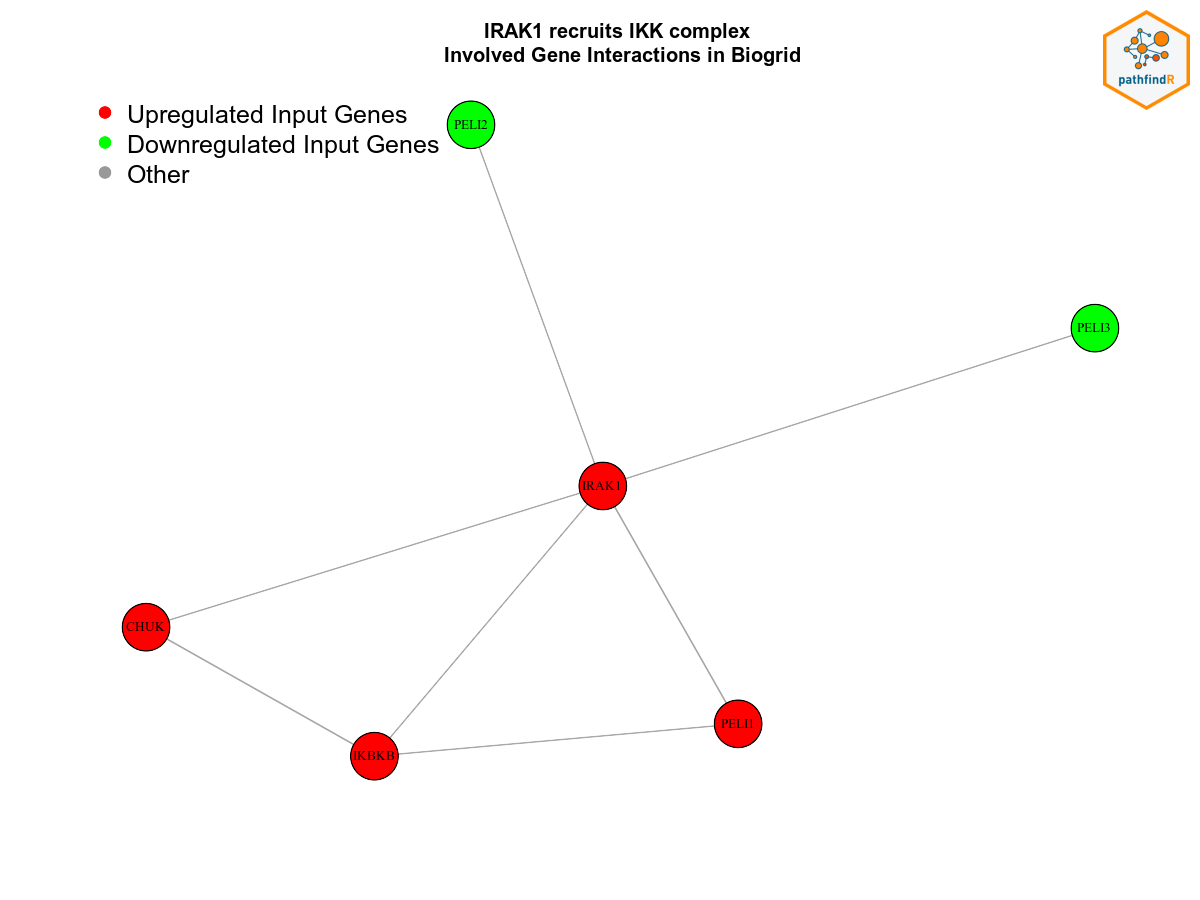 IRAK1 recruits IKK complex
Involved Gene Interactions in Biogrid
pathfindR
Upregulated Input Genes
Downregulated Input Genes
Other
PELI2
PELI3
IRAK1
CHUK
PELI1
IKBKB